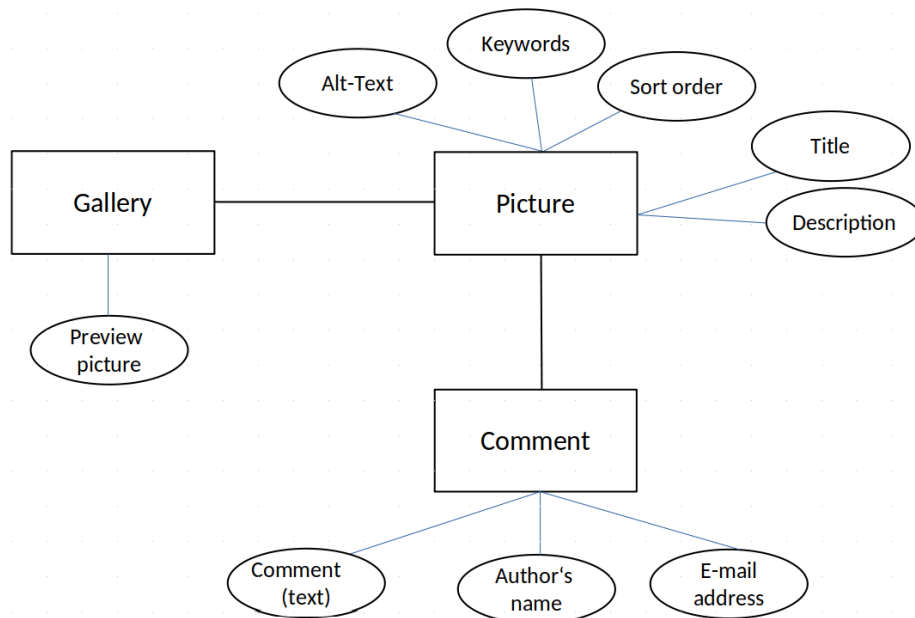 Keywords
Alt-Text
Sort order
Title
Gallery
Picture
Description
Preview
picture
Comment
Comment
(text)
Author‘s
name
E-mail
address